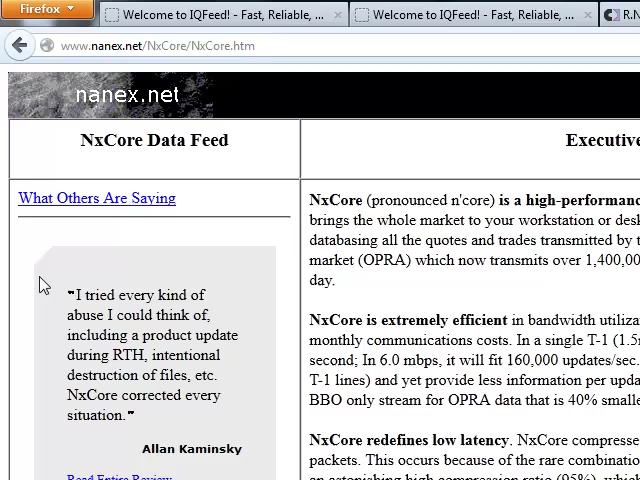 Firefox
Welcome to IQFeed! - Fast, Reliable, ...
Welcome to IQFeed! - Fast, Reliable, ...
R.N
www.nanex.net/NxCore/NxCore.htm
nanex.net
NxCore Data Feed
Executive
What Others Are Saying
"I tried every kind of
abuse I could think of,
including a product update
during RTH, intentional
destruction of files, etc.
NxCore corrected every
situation."
Allan Kaminsky
Read Entire Review
NxCore (pronounced n'core) is a high-performanc
brings the whole market to your workstation or desk
databasing all the quotes and trades transmitted by t
market (OPRA) which now transmits over 1,400,00
day.
NxCore is extremely efficient in bandwidth utiliza
monthly communications costs. In a single T-1 (1.5
second; In 6.0 mbps, it will fit 160,000 updates/sec.
T-1 lines) and yet provide less information per upda
BBO only stream for OPRA data that is 40% smalle
NxCore redefines low latency. NxCore compresse
packets. This occurs because of the rare combinatio
an astonishing high compression ratio (95%), which